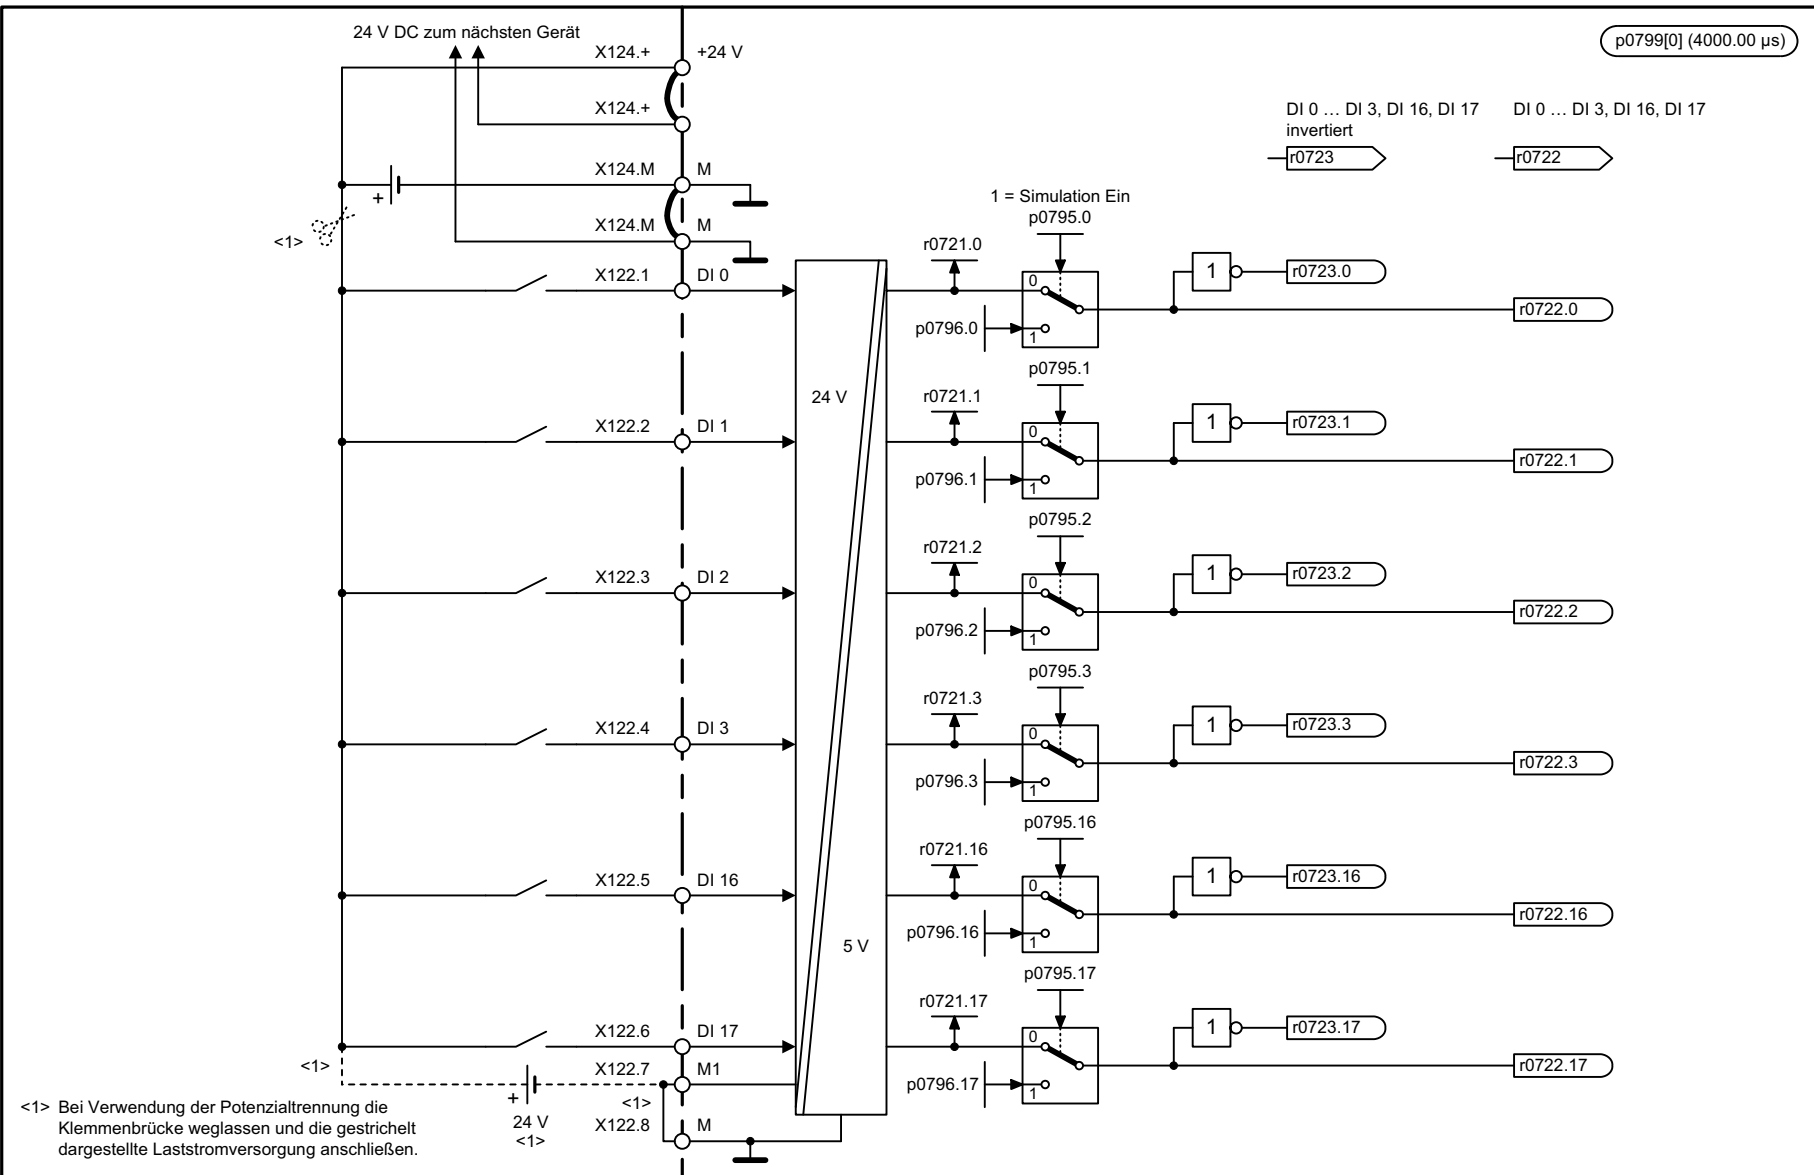 24 V DC zum nächsten Gerät
X124.+
+24 V
p0799[0] (4000.00 µs)
X124.+
DI 0 … DI 3, DI 16, DI 17
invertiert
r0723
DI 0 … DI 3, DI 16, DI 17
r0722
X124.M
M
+
<1>
X124.M
M
1 = Simulation Ein
p0795.0
r0721.0
X122.1
DI 0
0
p0796.0
1
1
r0723.0
r0722.0
24 V
p0795.1
r0721.1
X122.2
DI 1
0
p0796.1
1
1
r0723.1
r0722.1
p0795.2
r0721.2
X122.3
DI 2
0
p0796.2
1
1
r0723.2
r0722.2
p0795.3
r0721.3
X122.4
DI 3
0
p0796.3
1
1
r0723.3
r0722.3
p0795.16
r0721.16
X122.5
DI 16
0
p0796.16
1
1
r0723.16
r0722.16
5 V
p0795.17
r0721.17
X122.6
DI 17
0
p0796.17
1
1
r0723.17
r0722.17
<1>
X122.7
M1
+
24 V
<1>
<1>
X122.8
M
<1> Bei Verwendung der Potenzialtrennung die
Klemmenbrücke weglassen und die gestrichelt
dargestellte Laststromversorgung anschließen.